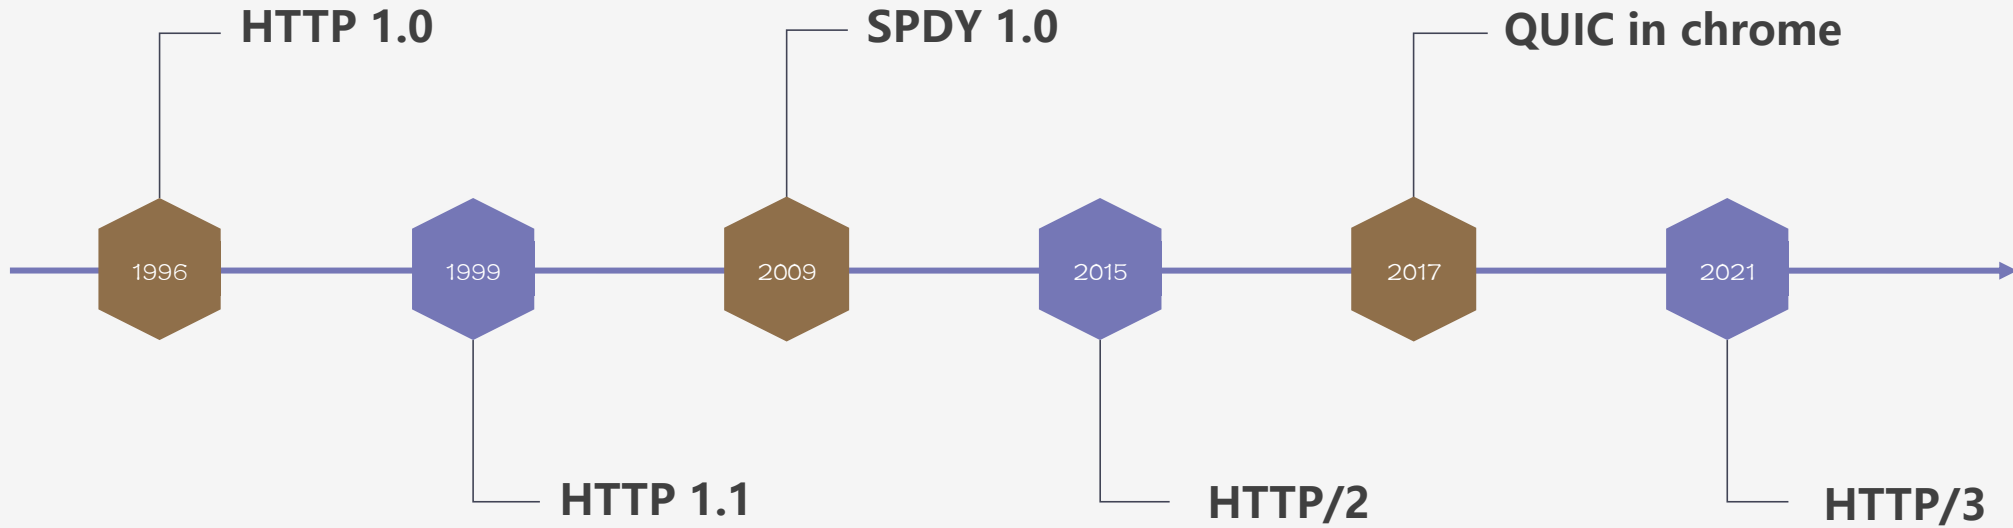 HTTP 1.0
SPDY 1.0
QUIC in chrome
1996
1999
2009
2015
2017
2021
HTTP 1.1
HTTP/2
HTTP/3